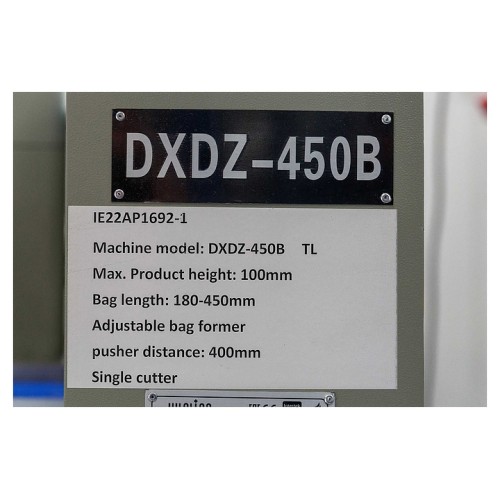 DXDZ-450B
IE22AP1692-1
Machine model: DXDZ-450B TL
Max. Product height: 100mm
Bag length: 180-450mm
Adjustable bag former
pusher distance: 400mm
Single cutter